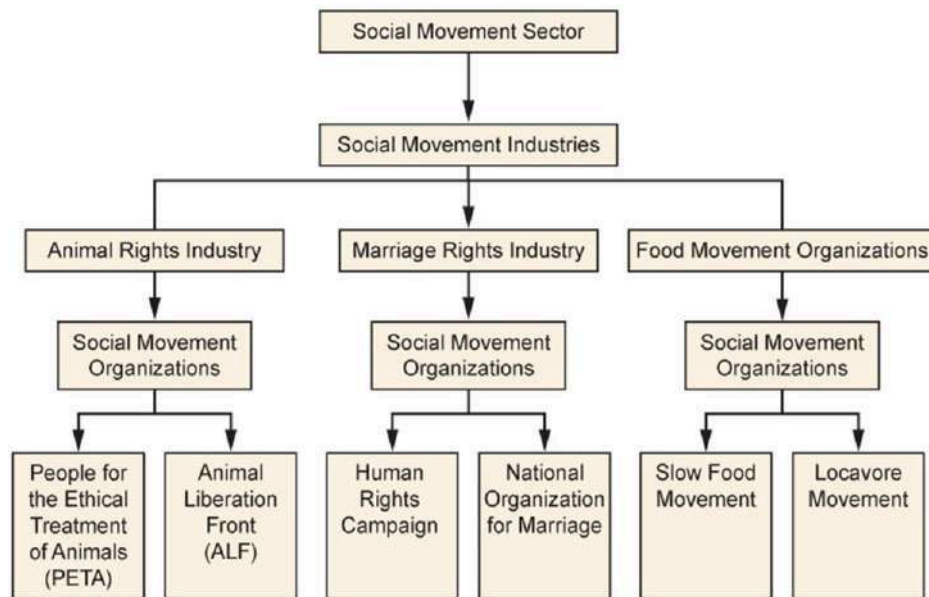 Social Movement Sector
Social Movement Industries
Animal Rights Industry
Marriage Rights Industry
Food Movement Organizations
Social Movement
Organizations
Social Movement
Organizations
Social Movement
Organizations
People for
the Ethical
Treatment
of Animals
(PETA)
Animal
Liberation
Front
(ALF)
Human
Rights
Campaign
National
Organization
for Marriage
Slow Food
Movement
Locavore
Movement